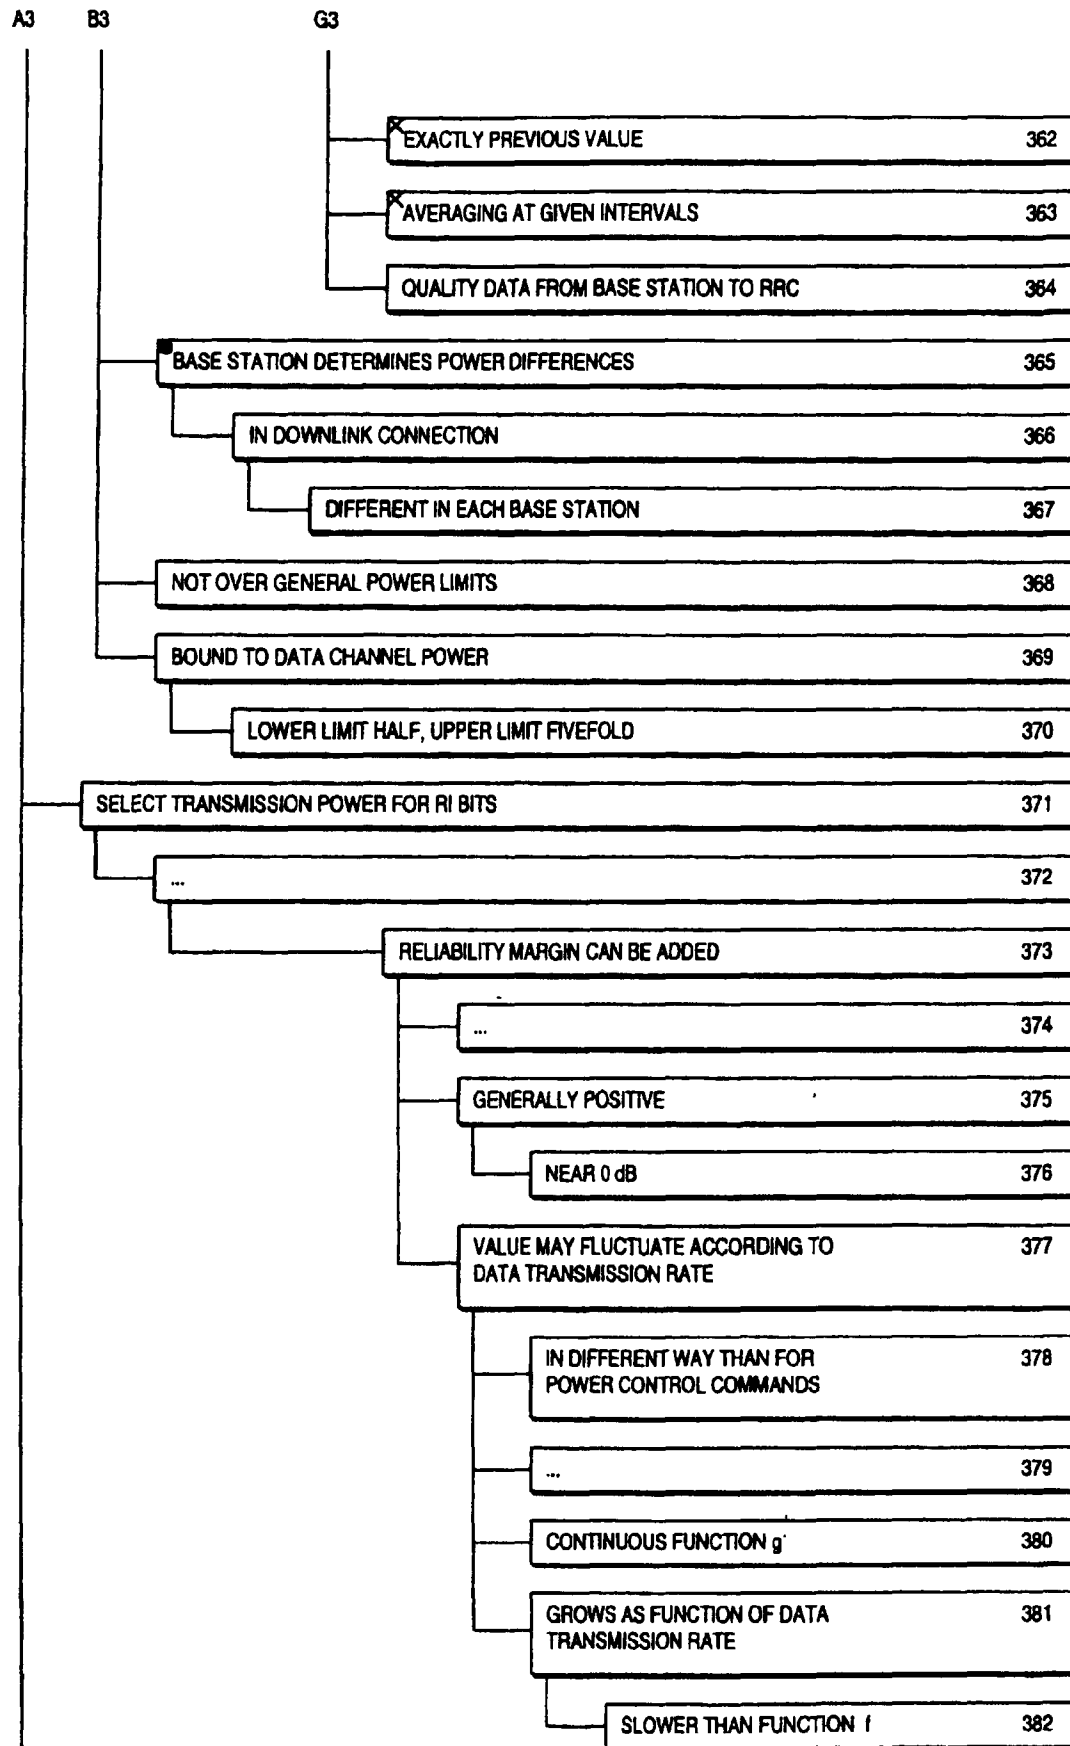 A3 B3 G3
EXACTLY PREVIOUS VALUE 362
AVERAGING AT GIVEN INTERVALS 363
QUALITY DATA FROM BASE STATION TO RRC 364
BASE STATION DETERMINES POWER DIFFERENCES 365
IN DOWNLINK CONNECTION 366
DIFFERENT IN EACH BASE STATION 367
NOT OVER GENERAL POWER LIMITS 368
BOUND TO DATA CHANNEL POWER 369
LOWER LIMIT HALF, UPPER LIMIT FIVEFOLD 370
SELECT TRANSMISSION POWER FOR RI BITS 371
... 372
RELIABILITY MARGIN CAN BE ADDED 373
... 374
GENERALLY POSITIVE 375
NEAR 0 dB 376
VALUE MAY FLUCTUATE ACCORDING TO 377
DATA TRANSMISSION RATE
IN DIFFERENT WAY THAN FOR 378
POWER CONTROL COMMANDS
... 379
CONTINUOUS FUNCTION g 380
GROWS AS FUNCTION OF DATA 381
TRANSMISSION RATE
SLOWER THAN FUNCTION f 382